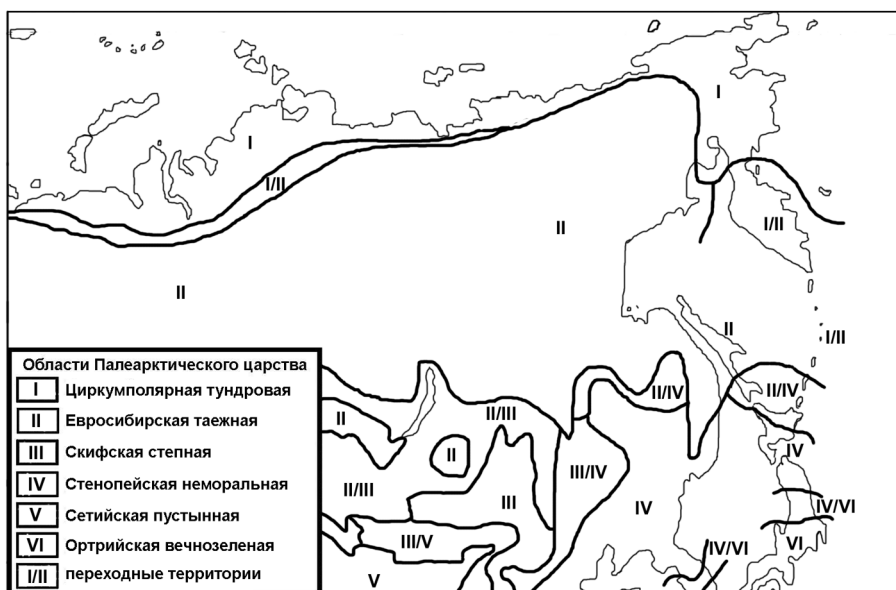 I
I
I/II
I/II
II
II
II
I/II
II/IV
II/IV
II/III
II
II
II/III
III/IV
III
IV
IV
III/V
IV/VI
IV/VI
VI
V
Области Палеарктического царства
I Циркумполярная тундровая
II Евросибирская таежная
III Скифская степная
IV Стенопейская неморальная
V Сетийская пустынная
VI Ортрийская вечнозеленая
I/II переходные территории